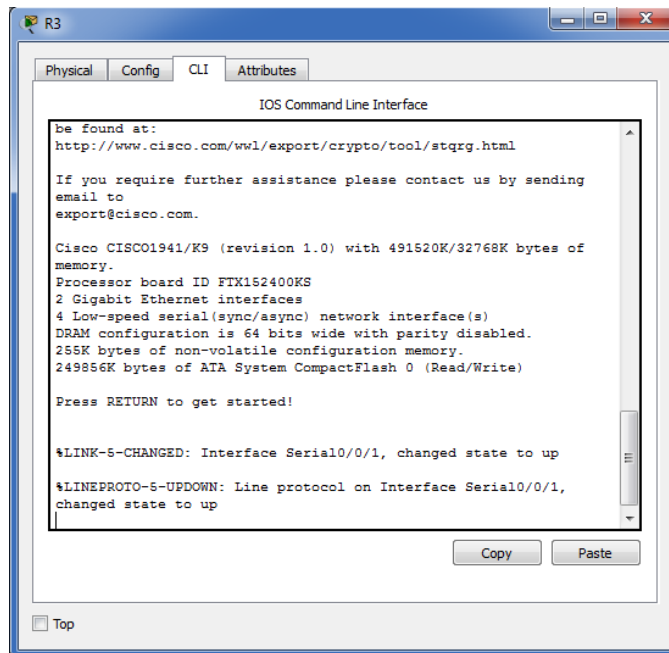 R3
Physical Config CLI Attributes
IOS Command Line Interface
be found at:
http://www.cisco.com/wwl/export/crypto/tool/stqrg.html
If you require further assistance please contact us by sending
email to
export@cisco.com.
Cisco CISCO1941/K9 (revision 1.0) with 491520K/32768K bytes of
memory.
Processor board ID FTX152400KS
2 Gigabit Ethernet interfaces
4 Low-speed serial(sync/async) network interface(s)
DRAM configuration is 64 bits wide with parity disabled.
255K bytes of non-volatile configuration memory.
249856K bytes of ATA System CompactFlash 0 (Read/Write)
Press RETURN to get started!
%LINK-5-CHANGED: Interface Serial0/0/1, changed state to up
%LINEPROTO-5-UPDOWN: Line protocol on Interface Serial0/0/1,
changed state to up
Copy Paste
Top